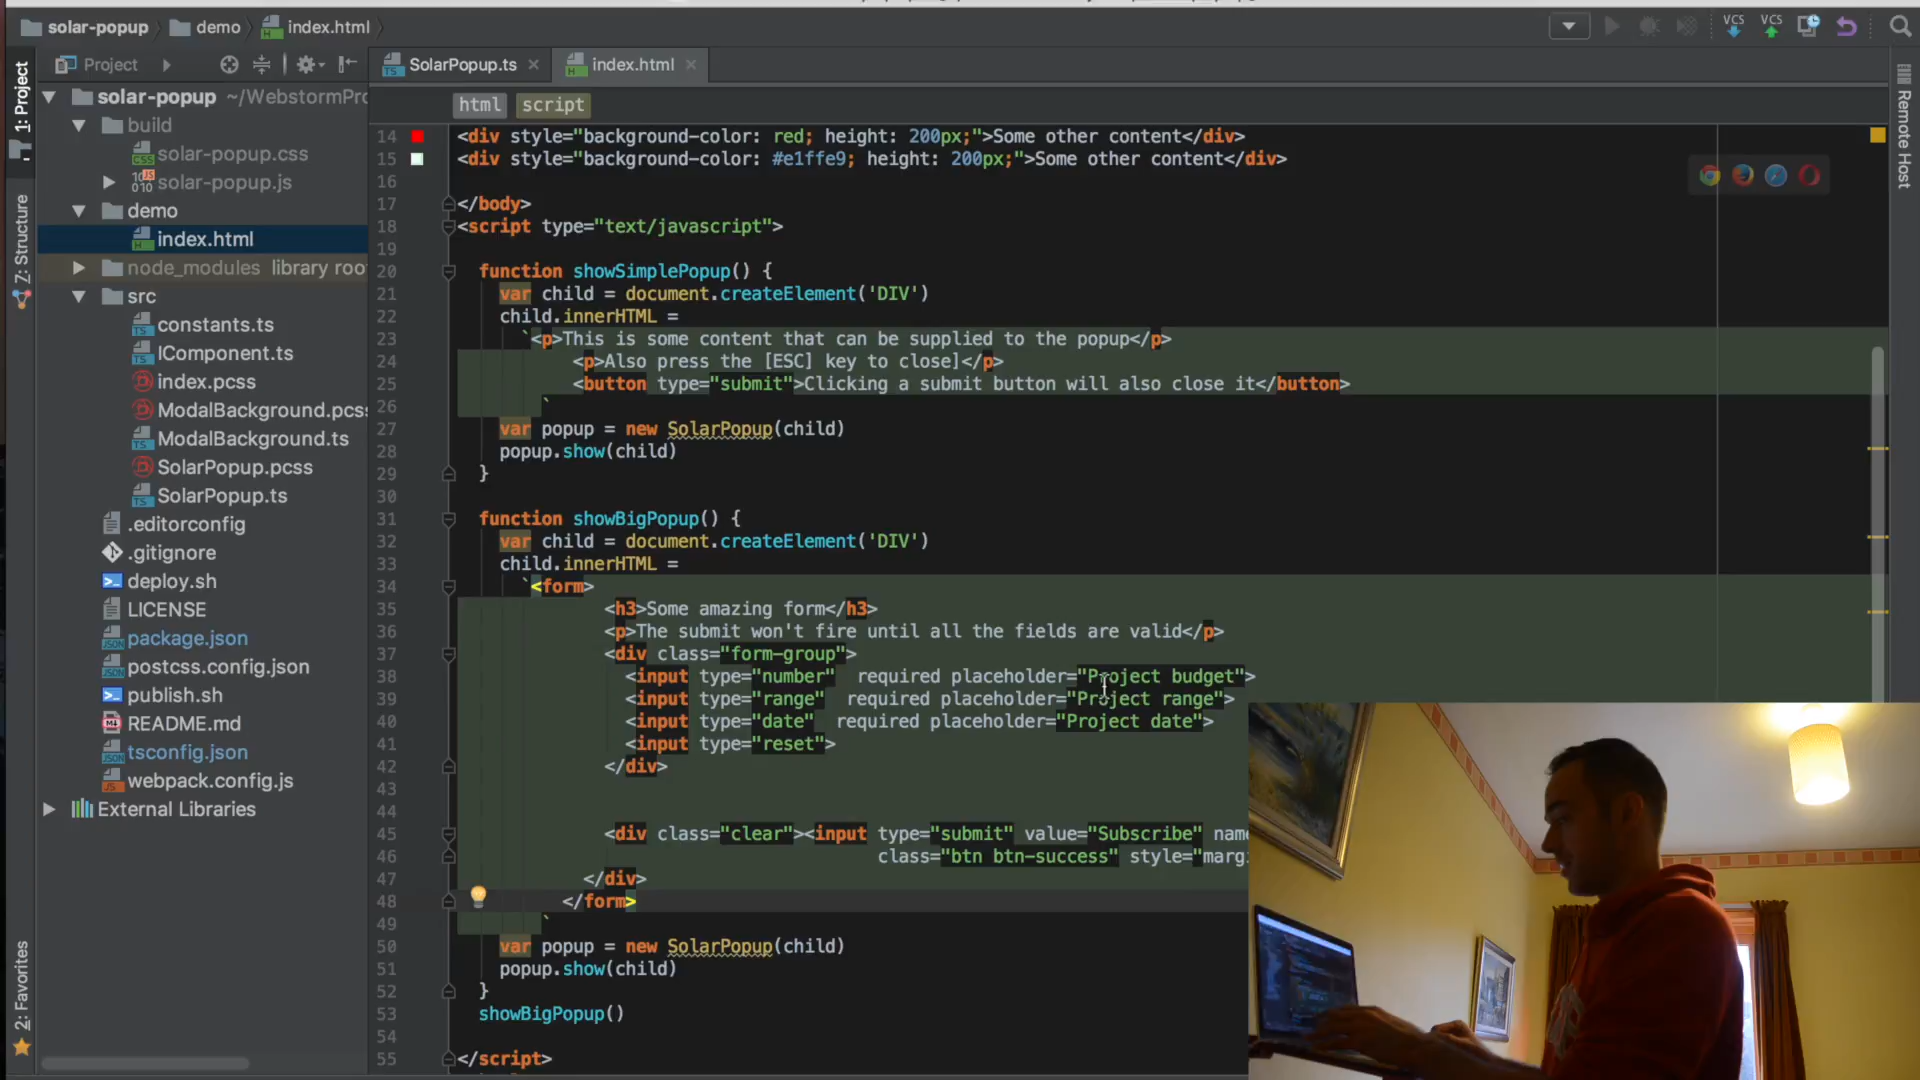 solar-popup demo index.html
VCS VCS
Project SolarPopup.ts index.html
1: Project
Z: Structure
2: Favorites
Remote Host
solar-popup ~/WebstormPro
build
solar-popup.css
solar-popup.js
demo
index.html
node_modules library roo
src
constants.ts
IComponent.ts
index.pcss
ModalBackground.pcss
ModalBackground.ts
SolarPopup.pcss
SolarPopup.ts
.editorconfig
.gitignore
deploy.sh
LICENSE
package.json
postcss.config.json
publish.sh
README.md
tsconfig.json
webpack.config.js
External Libraries
html script
14 <div style="background-color: red; height: 200px;">Some other content</div>
15 <div style="background-color: #e1ffe9; height: 200px;">Some other content</div>
16
17 </body>
18 <script type="text/javascript">
19
20 function showSimplePopup() {
21 var child = document.createElement('DIV')
22 child.innerHTML =
23 `<p>This is some content that can be supplied to the popup</p>
24 <p>Also press the [ESC] key to close]</p>
25 <button type="submit">Clicking a submit button will also close it</button>
26 `
27 var popup = new SolarPopup(child)
28 popup.show(child)
29 }
30
31 function showBigPopup() {
32 var child = document.createElement('DIV')
33 child.innerHTML =
34 `<form>
35 <h3>Some amazing form</h3>
36 <p>The submit won't fire until all the fields are valid</p>
37 <div class="form-group">
38 <input type="number" required placeholder="Project budget">
39 <input type="range" required placeholder="Project range">
40 <input type="date" required placeholder="Project date">
41 <input type="reset">
42 </div>
43
44
45 <div class="clear"><input type="submit" value="Subscribe" nam
46 class="btn btn-success" style="marg
47 </div>
48 </form>
49 `
50 var popup = new SolarPopup(child)
51 popup.show(child)
52 }
53 showBigPopup()
54
55 </script>